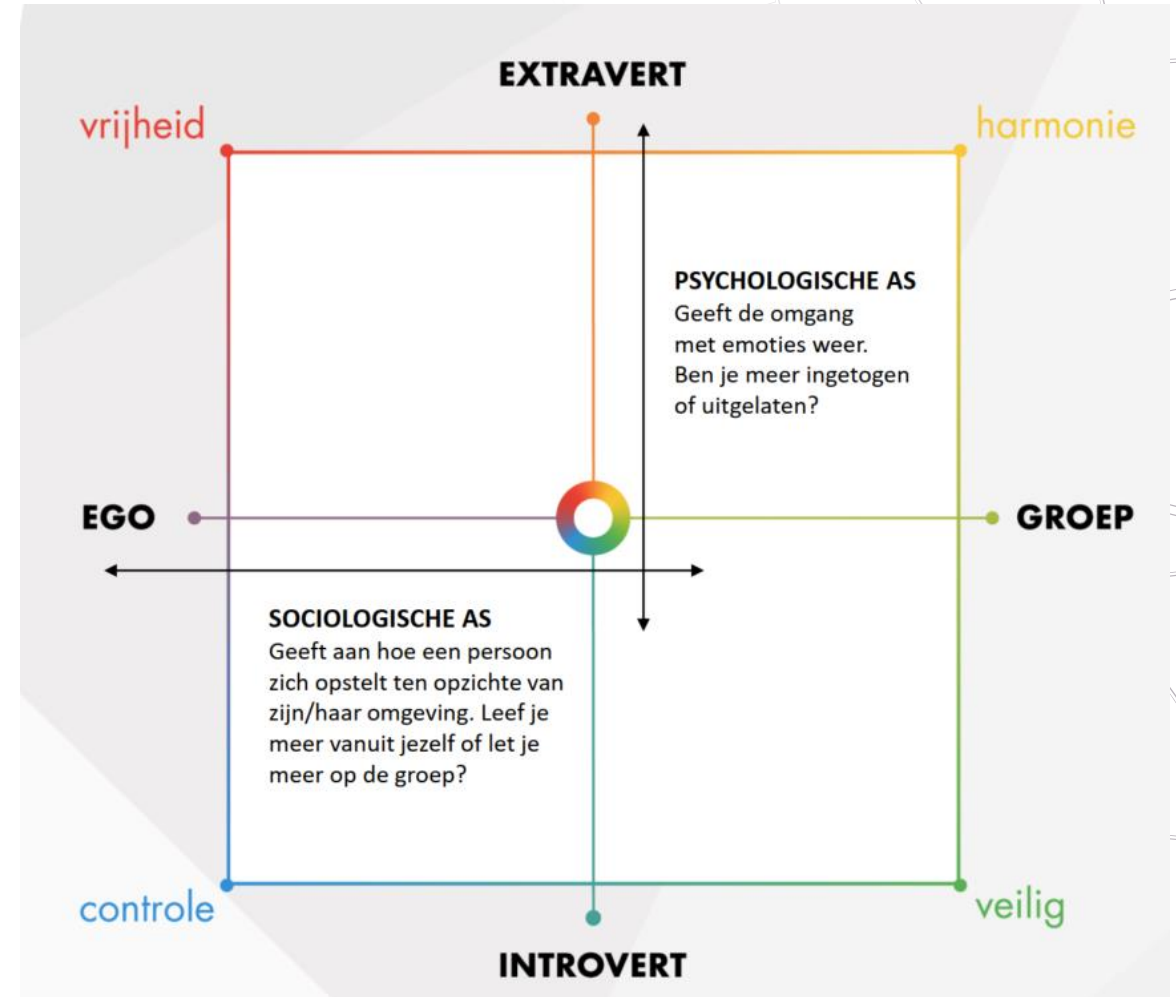 EXTRAVERT
vrijheid
harmonie
PSYCHOLOGISCHE AS
Geeft de omgang
met emoties weer.
Ben je meer ingetogen
of uitgelaten?
EGO
GROEP
SOCIOLOGISCHE AS
Geeft aan hoe een persoon
zich opstelt ten opzichte van
zijn/haar omgeving. Leef je
meer vanuit jezelf of let je
meer op de groep?
controle
veilig
INTROVERT